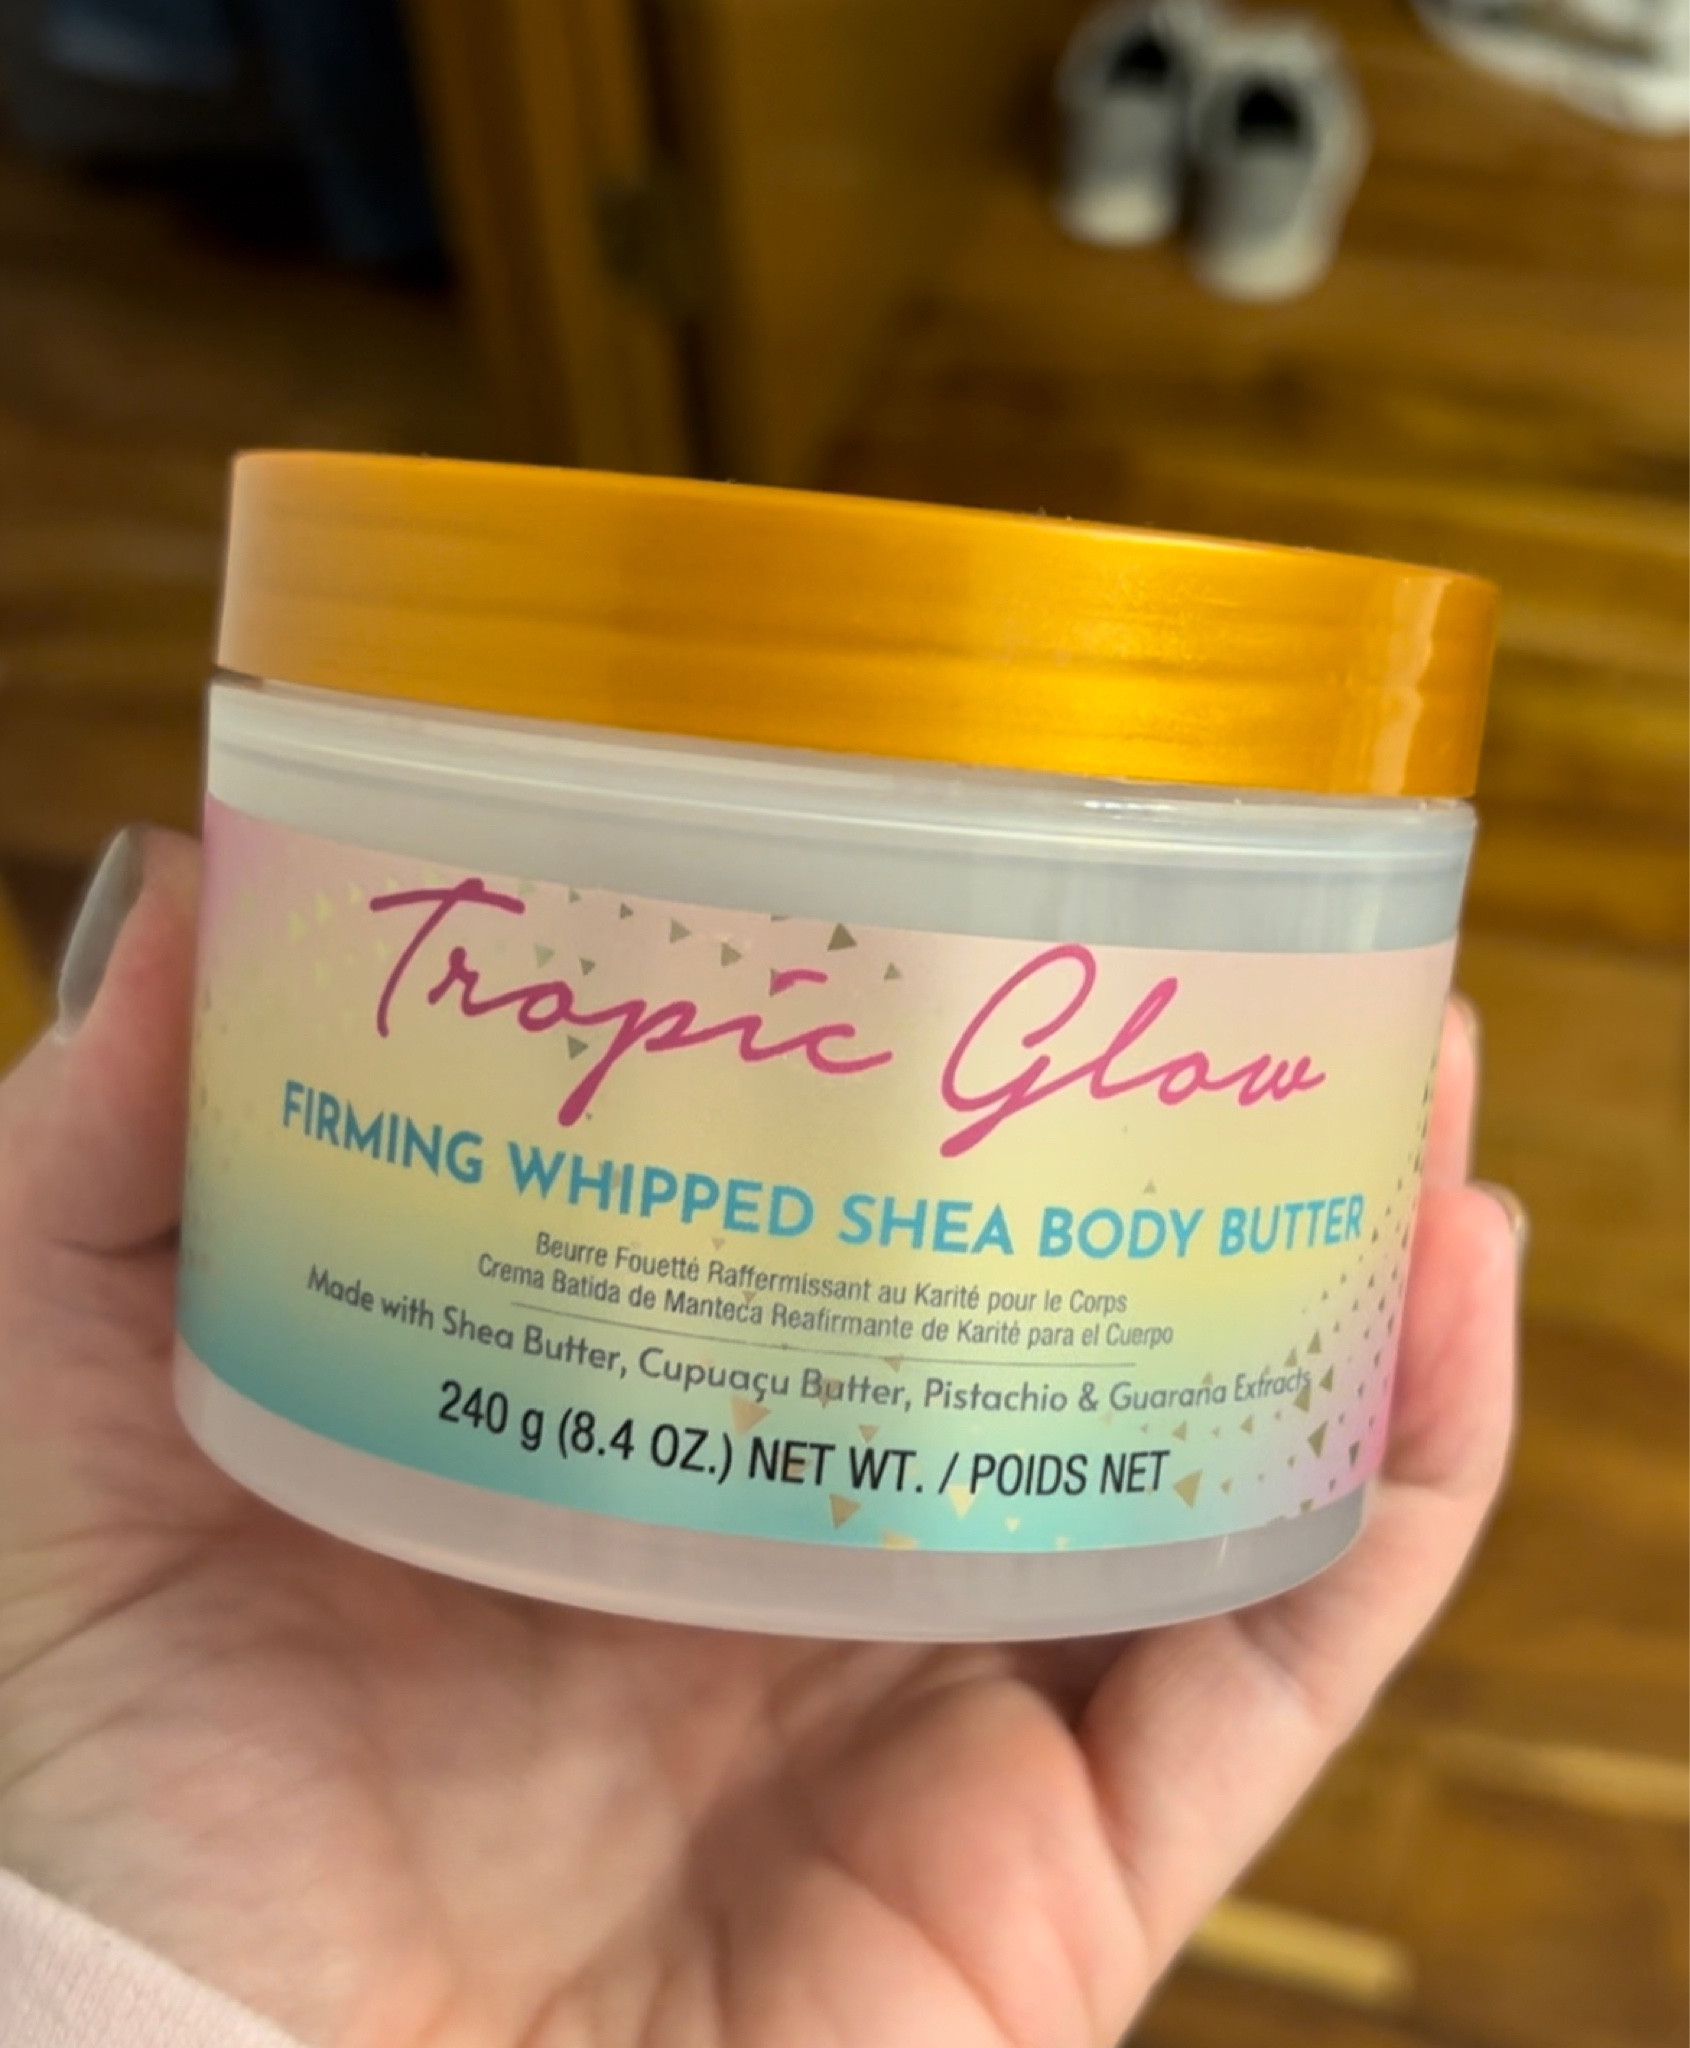 Tropic Glow
FIRMING WHIPPED SHEA BODY BUTTER
Beurre Fouetté Raffermissant au Karité pour le Corps
Crema Batida de Manteca Reafirmante de Karité para el Cuerpo
Made with Shea Butter, Cupuaçu Butter, Pistachio & Guarana Extracts
240 g (8.4 OZ.) NET WT. / POIDS NET